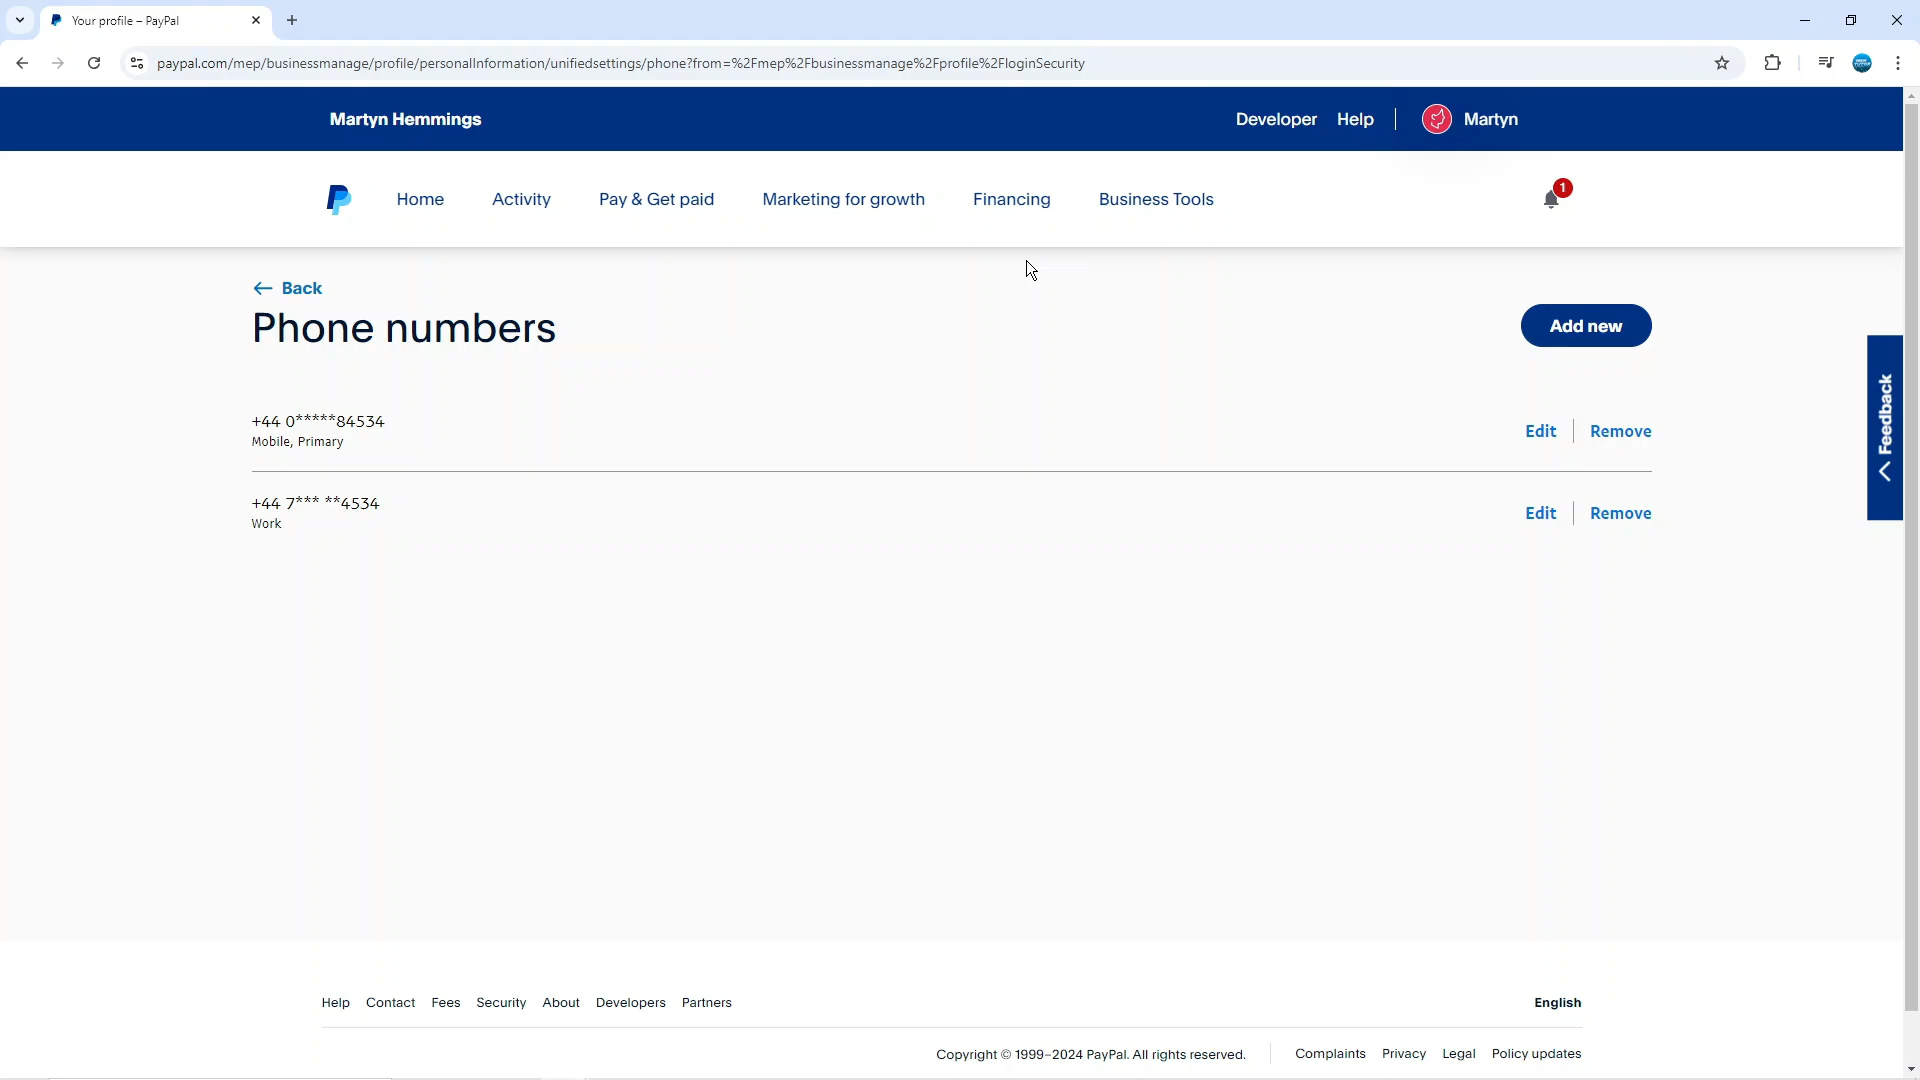 Your profile – PayPal
paypal.com/mep/businessmanage/profile/personalInformation/unifiedsettings/phone?from=%2Fmep%2Fbusinessmanage%2Fprofile%2FloginSecurity
Martyn Hemmings
Developer Help Martyn
Home Activity Pay & Get paid Marketing for growth Financing Business Tools
1
Back
Phone numbers
Add new
Feedback
+44 0*****84534
Mobile, Primary
Edit Remove
+44 7*** **4534
Work
Edit Remove
Help Contact Fees Security About Developers Partners
English
Copyright © 1999–2024 PayPal. All rights reserved. Complaints Privacy Legal Policy updates